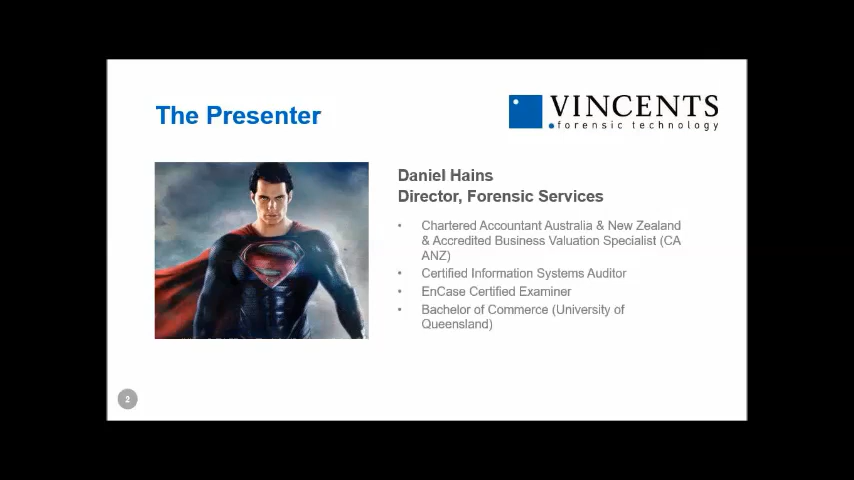 The Presenter
VINCENTS
forensic technology
Daniel Hains
Director, Forensic Services
• Chartered Accountant Australia & New Zealand
& Accredited Business Valuation Specialist (CA
ANZ)
• Certified Information Systems Auditor
• EnCase Certified Examiner
• Bachelor of Commerce (University of
Queensland)
2